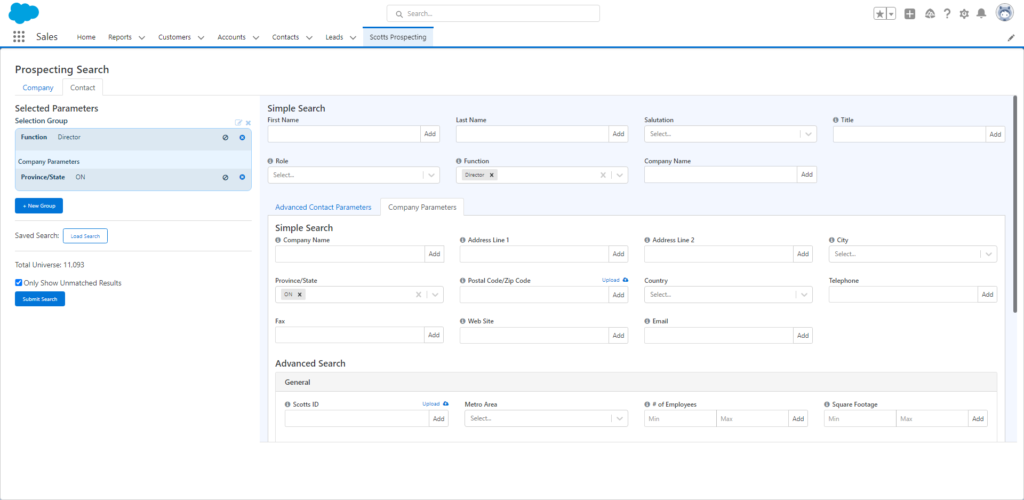 Search...
Sales
Home
Reports
Customers
Accounts
Contacts
Leads
Scotts Prospecting
Prospecting Search
Company
Contact
Selected Parameters
Selection Group
Function Director
Company Parameters
Province/State ON
+ New Group
Saved Search:
Load Search
Total Universe: 11,093
Only Show Unmatched Results
Submit Search
Simple Search
First Name
Last Name
Salutation
Title
Add
Add
Select...
Add
Role
Function
Company Name
Select...
Director
Add
Advanced Contact Parameters
Company Parameters
Simple Search
Company Name
Address Line 1
Address Line 2
City
Add
Add
Add
Select...
Province/State
Postal Code/Zip Code
Upload
Country
Telephone
ON
Add
Select...
Add
Fax
Web Site
Email
Add
Add
Add
Advanced Search
General
Scotts ID
Upload
Metro Area
# of Employees
Square Footage
Add
Select...
Min
Max
Add
Min
Max
Add